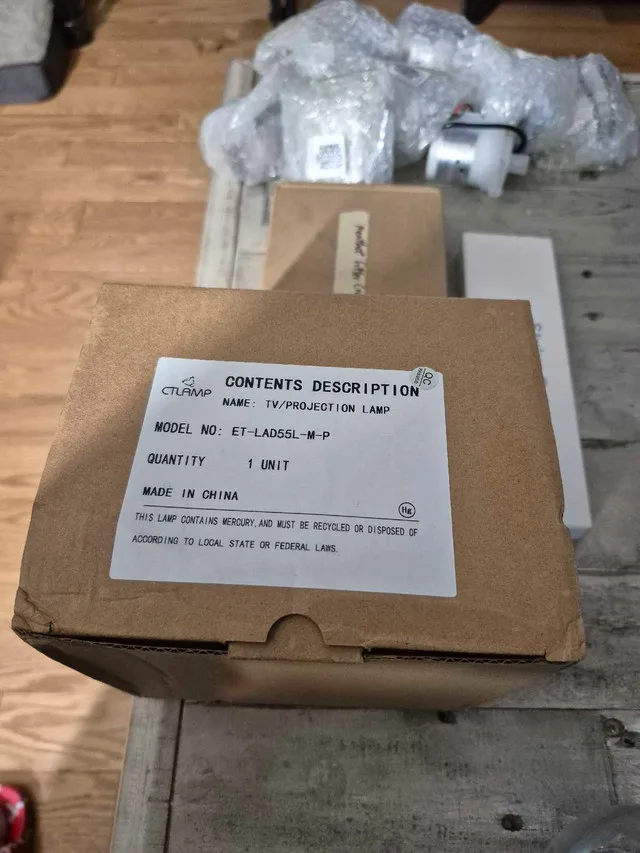 CTLAMP
CONTENTS DESCRIPTION
QC
NAME: TV/PROJECTION LAMP
MODEL NO: ET-LAD55L-M-P
QUANTITY 1 UNIT
MADE IN CHINA
Hg
THIS LAMP CONTAINS MERCURY, AND MUST BE RECYCLED OR DISPOSED OF
ACCORDING TO LOCAL STATE OR FEDERAL LAWS.